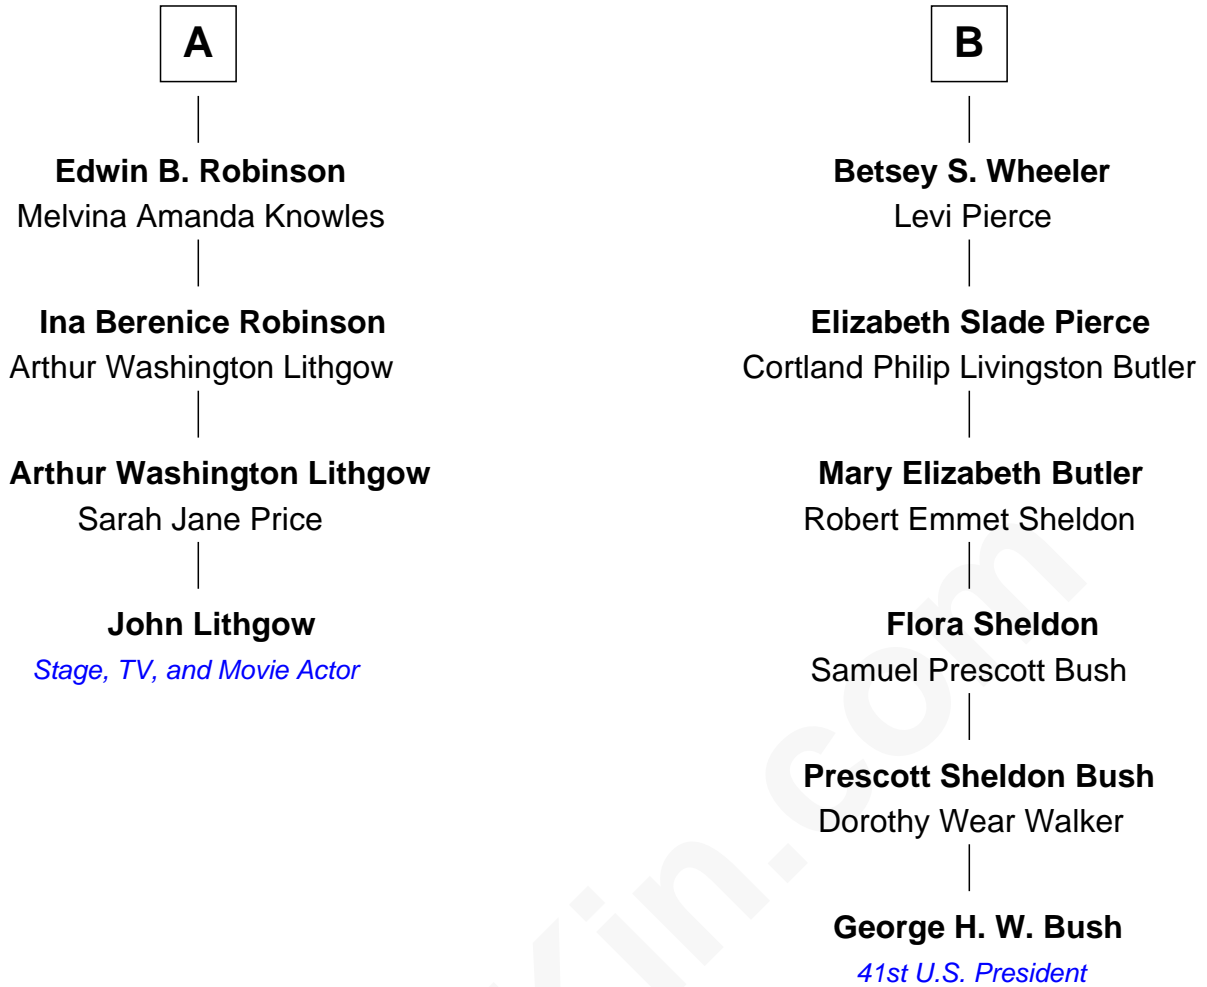 A
Edwin B. Robinson
Melvina Amanda Knowles
Ina Berenice Robinson
Arthur Washington Lithgow
Arthur Washington Lithgow
Sarah Jane Price
John Lithgow
Stage, TV, and Movie Actor
B
Betsey S. Wheeler
Levi Pierce
Elizabeth Slade Pierce
Cortland Philip Livingston Butler
Mary Elizabeth Butler
Robert Emmet Sheldon
Flora Sheldon
Samuel Prescott Bush
Prescott Sheldon Bush
Dorothy Wear Walker
George H. W. Bush
41st U.S. President
Kin.com